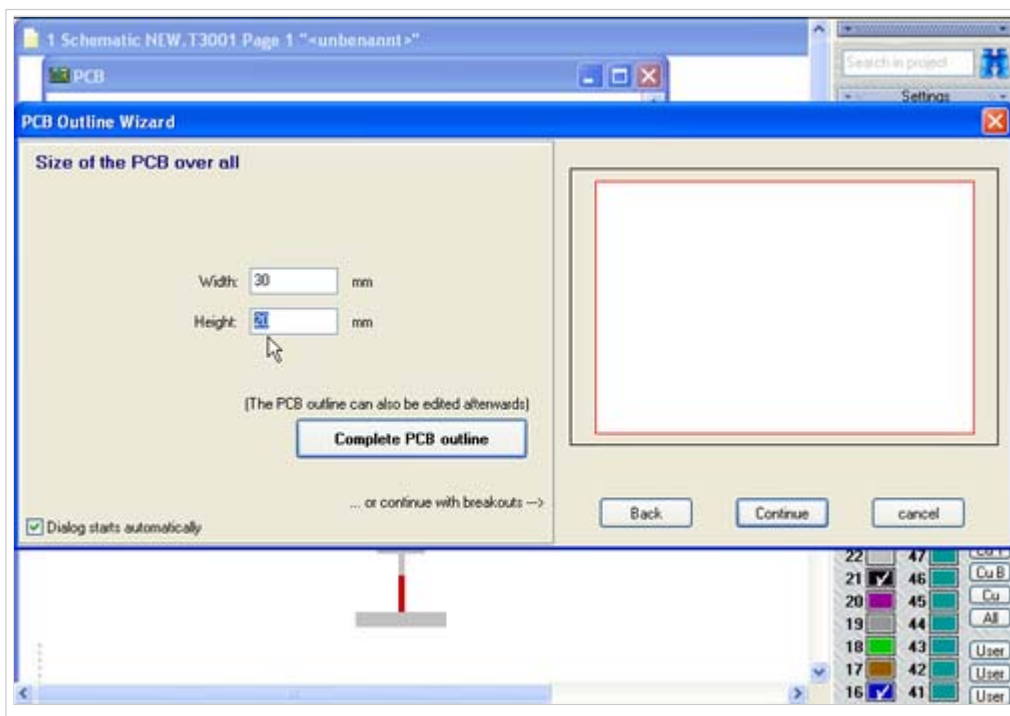 1 Schematic NEW.T3001 Page 1 "<unbenannt>"
PCB
Search in project
Settings
PCB Outline Wizard
Size of the PCB over all
Width: 30 mm
Height: 20 mm
(The PCB outline can also be edited afterwards)
Complete PCB outline
... or continue with breakouts --->
Dialog starts automatically
Back Continue cancel
22 47
21 46 Cu B
20 45 Cu
19 44 All
18 43 User
17 42 User
16 41 User